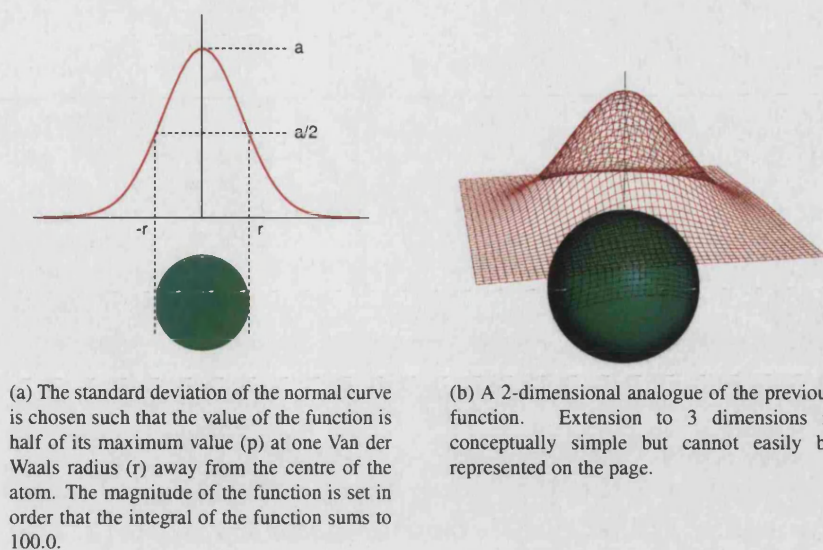 a
a/2
-r
r
(a) The standard deviation of the normal curve
is chosen such that the value of the function is
half of its maximum value (p) at one Van der
Waals radius (r) away from the centre of the
atom. The magnitude of the function is set in
order that the integral of the function sums to
100.0.
(b) A 2-dimensional analogue of the previou
function. Extension to 3 dimensions
conceptually simple but cannot easily b
represented on the page.